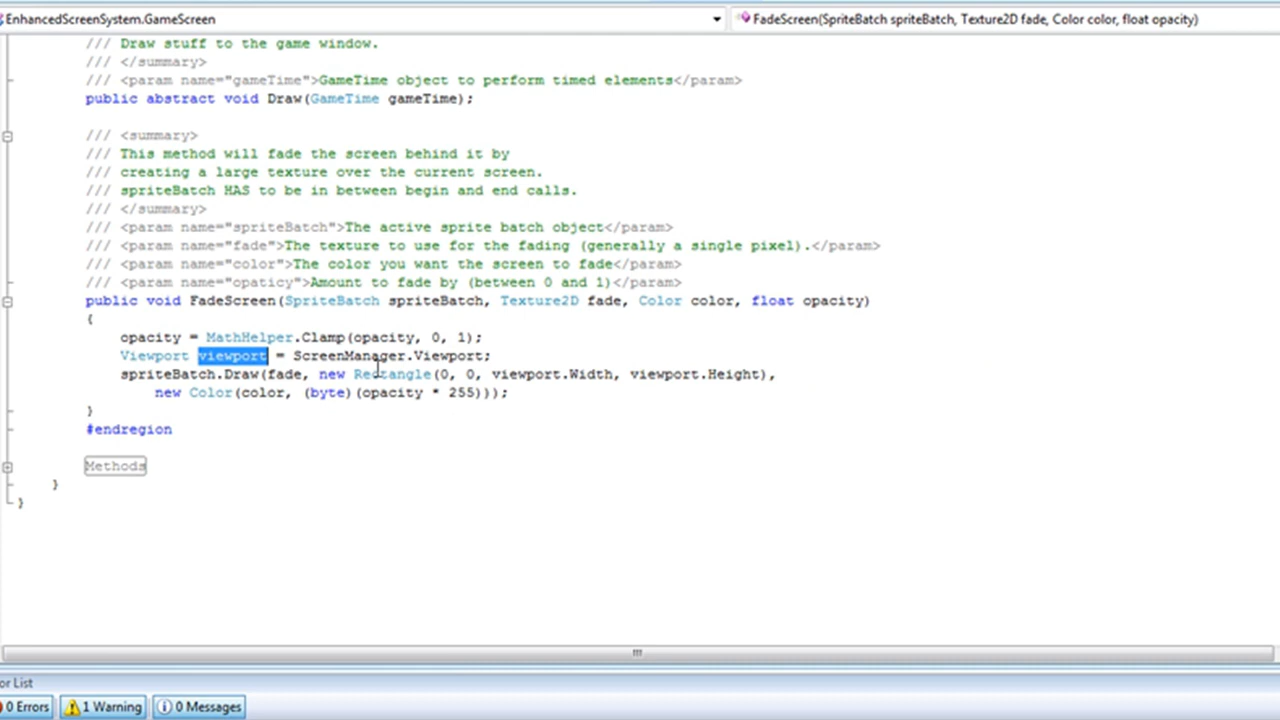 EnhancedScreenSystem.GameScreen
FadeScreen(SpriteBatch spriteBatch, Texture2D fade, Color color, float opacity)
/// Draw stuff to the game window.
/// </summary>
/// <param name="gameTime">GameTime object to perform timed elements</param>
public abstract void Draw(GameTime gameTime);
/// <summary>
/// This method will fade the screen behind it by
/// creating a large texture over the current screen.
/// spriteBatch HAS to be in between begin and end calls.
/// </summary>
/// <param name="spriteBatch">The active sprite batch object</param>
/// <param name="fade">The texture to use for the fading (generally a single pixel).</param>
/// <param name="color">The color you want the screen to fade</param>
/// <param name="opaticy">Amount to fade by (between 0 and 1)</param>
public void FadeScreen(SpriteBatch spriteBatch, Texture2D fade, Color color, float opacity)
{
opacity = MathHelper.Clamp(opacity, 0, 1);
Viewport viewport = ScreenManager.Viewport;
spriteBatch.Draw(fade, new Rectangle(0, 0, viewport.Width, viewport.Height),
new Color(color, (byte)(opacity * 255)));
}
#endregion
Methods
}
}
or List
0 Errors
1 Warning
0 Messages